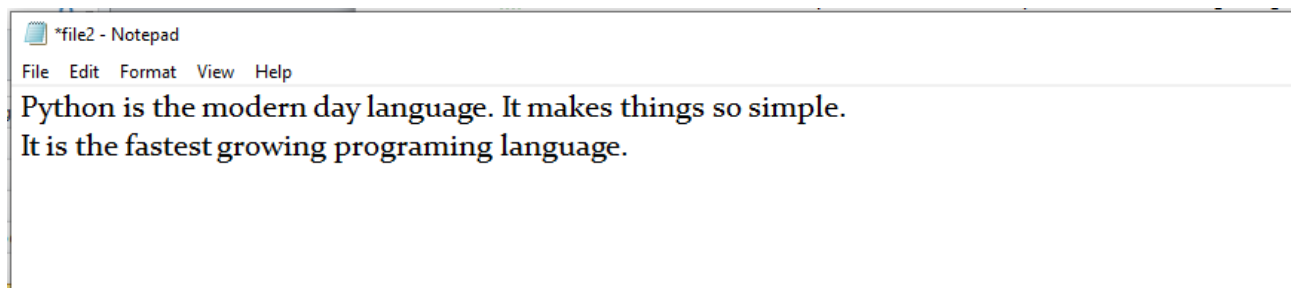 *file2 - Notepad
File Edit Format View Help
Python is the modern day language. It makes things so simple.
It is the fastest growing programing language.